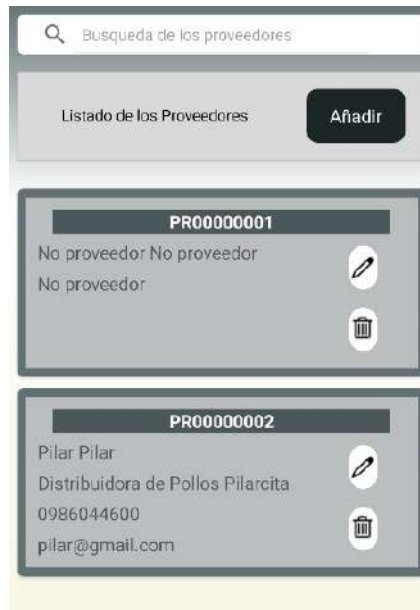 Busqueda de los proveedores
Listado de los Proveedores
Añadir
PR00000001
No proveedor No proveedor
No proveedor
PR00000002
Pilar Pilar
Distribuidora de Pollos Pilarcita
0986044600
pilar@gmail.com